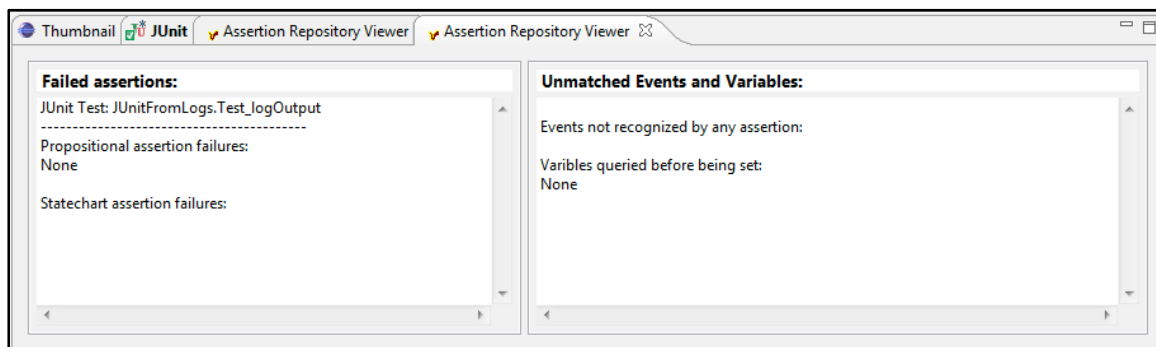 Thumbnail JUnit Assertion Repository Viewer Assertion Repository Viewer
Failed assertions:
JUnit Test: JUnitFromLogs.Test_logOutput
------------------------------------------
Propositional assertion failures:
None
Statechart assertion failures:
Unmatched Events and Variables:
Events not recognized by any assertion:
Varibles queried before being set:
None